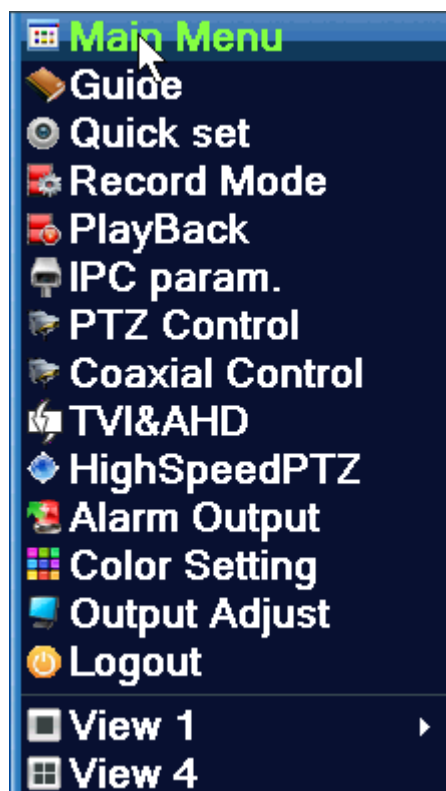 Main Menu
Guide
Quick set
Record Mode
PlayBack
IPC param.
PTZ Control
Coaxial Control
TVI&AHD
HighSpeedPTZ
Alarm Output
Color Setting
Output Adjust
Logout
View 1
View 4